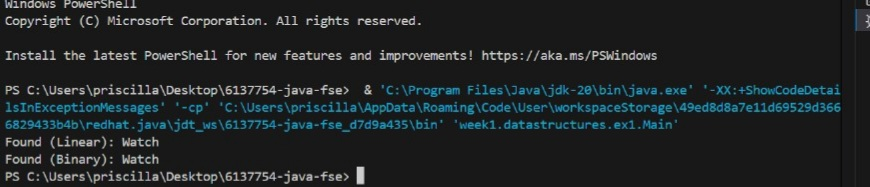 Windows PowerShell
Copyright (C) Microsoft Corporation. All rights reserved.
Install the latest PowerShell for new features and improvements! https://aka.ms/PSWindows
PS C:\Users\priscilla\Desktop\6137754-java-fse>  & 'C:\Program Files\Java\jdk-20\bin\java.exe' '-XX:+ShowCodeDetai
lsInExceptionMessages' '-cp' 'C:\Users\priscilla\AppData\Roaming\Code\User\workspaceStorage\49ed8d8a7e11d69529d366
6829433b4b\redhat.java\jdt_ws\6137754-java-fse_d7d9a435\bin' 'week1.datastructures.ex1.Main'
Found (Linear): Watch
Found (Binary): Watch
PS C:\Users\priscilla\Desktop\6137754-java-fse>